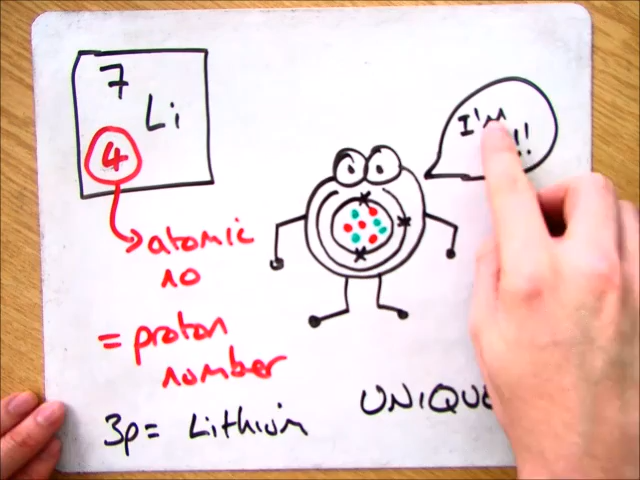 7
Li
4
I'M
!!
atomic
no
= proton
number
3p = Lithium
UNIQUE